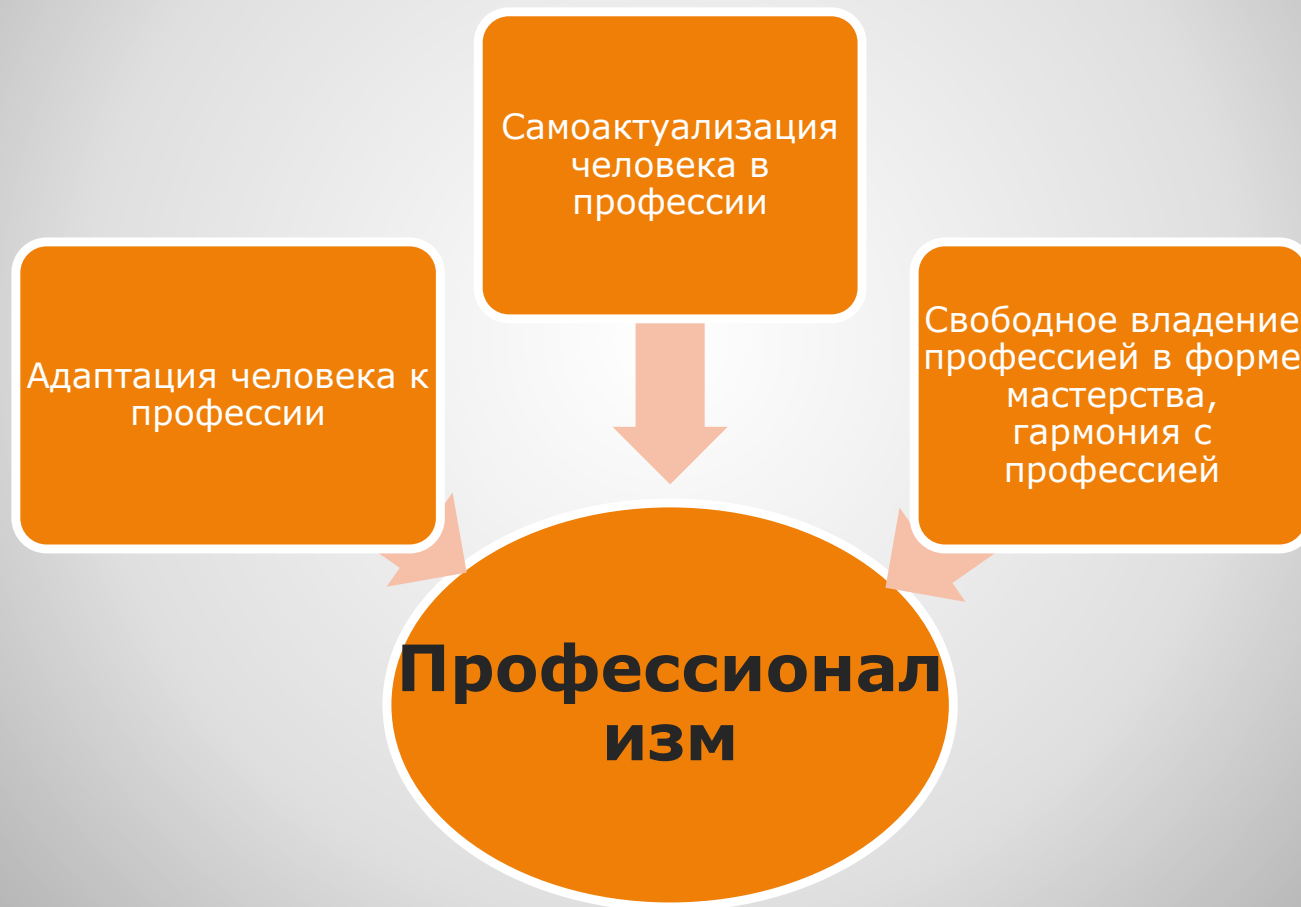 Самоактуализация
человека в
профессии
Адаптация человека к
профессии
Свободное владение
профессией в форме
мастерства,
гармония с
профессией
Профессионал
изм